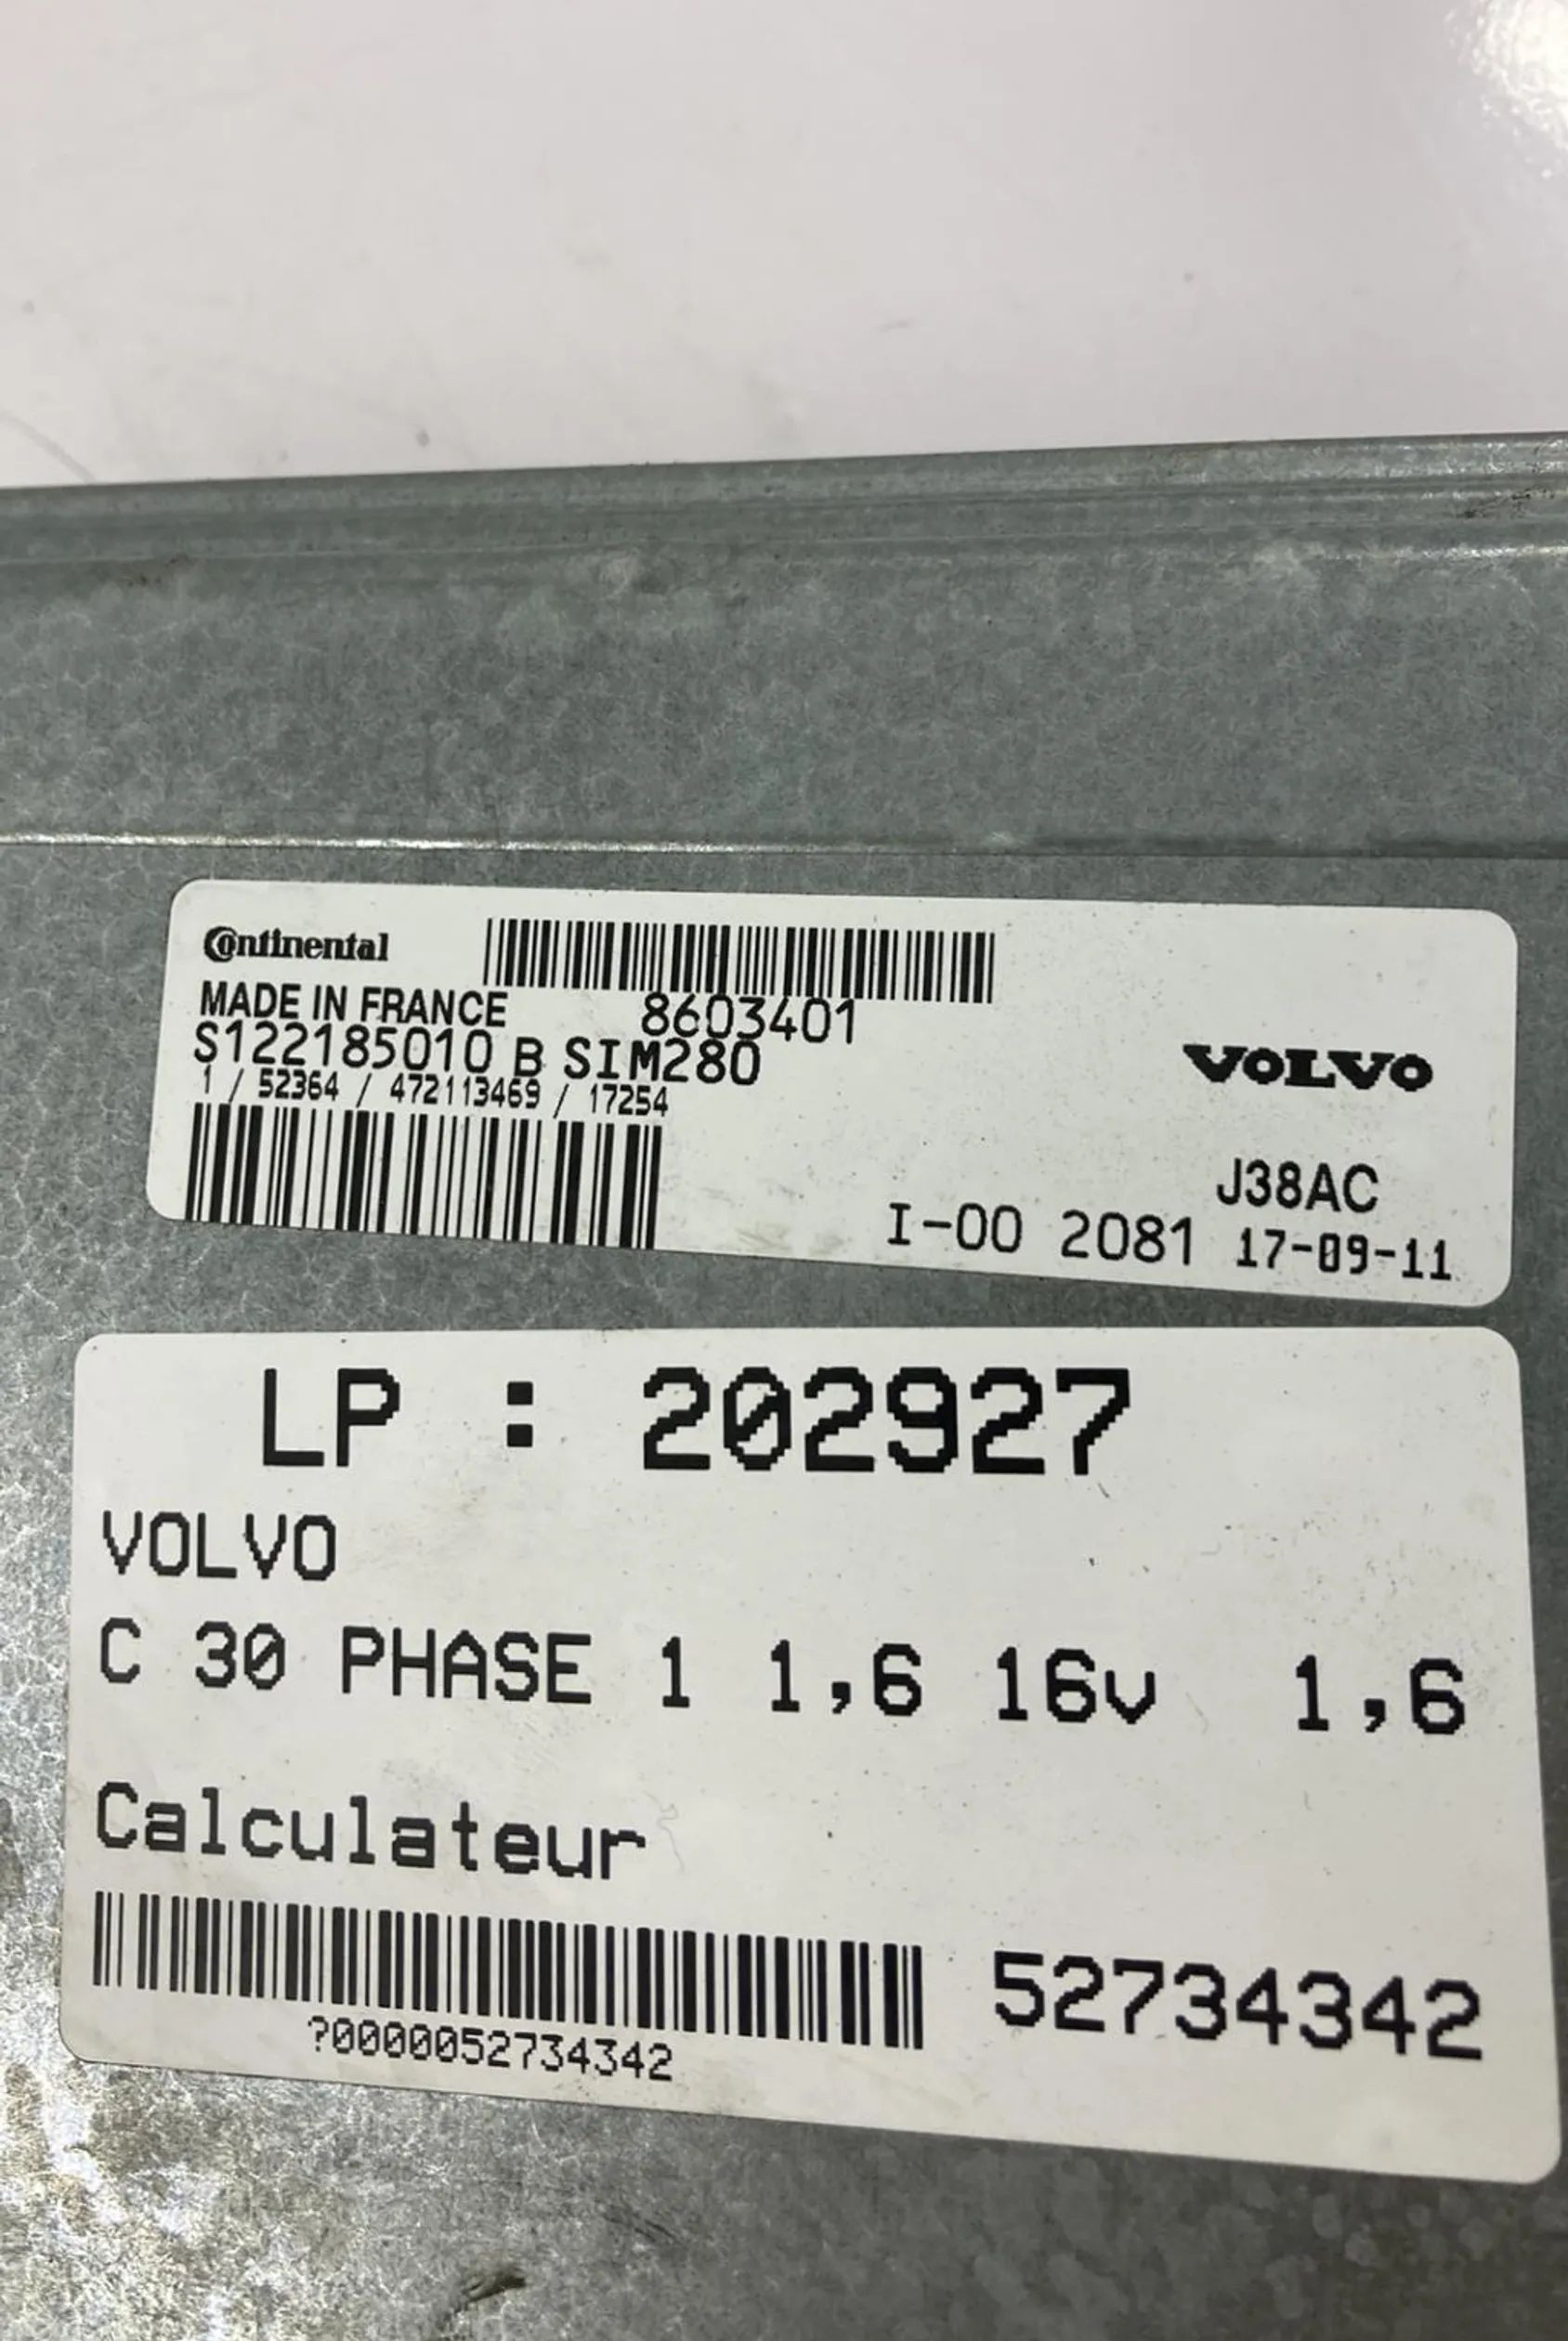 Continental
MADE IN FRANCE 8603401
S122185010 B SIM280
1 / 52364 / 472113469 / 17254
VOLVO
J38AC
I-00 2081 17-09-11
LP : 202927
VOLVO
C 30 PHASE 1 1,6 16v 1,6
Calculateur
52734342
?0000052734342